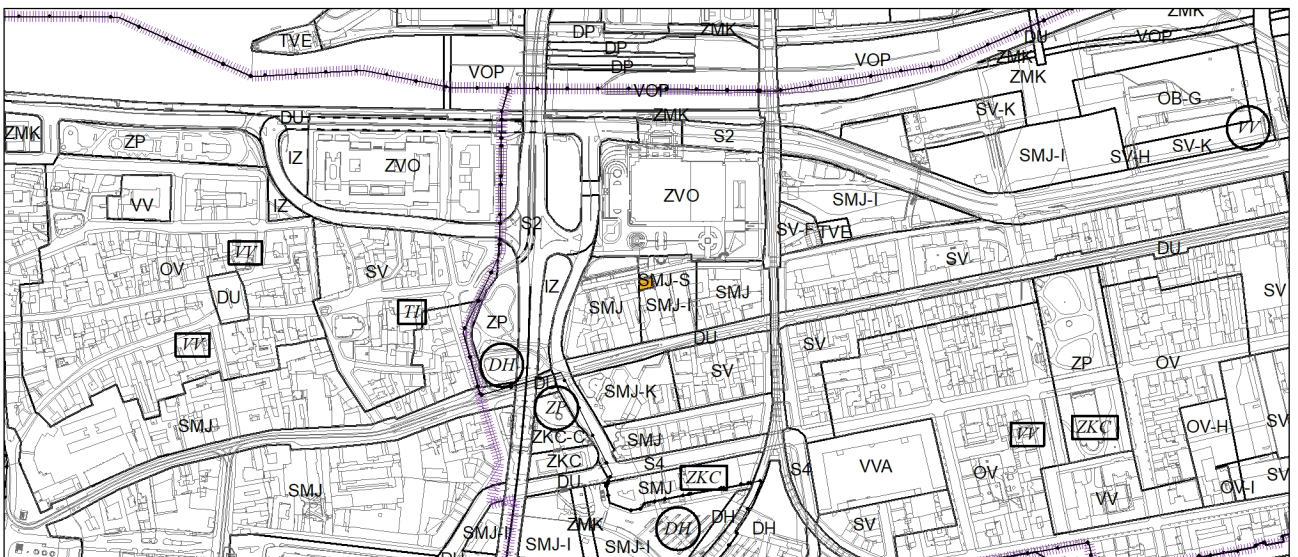 ZMK
DP
ZMK
DU
TVE
DP
VOP
VOP
DP
ZMK
VOP
ZMK
VOP
OB-G
SV-K
DU
ZMK
ZMK
S2
VV
ZP
IZ
ZVO
SMJ-I
SV-H
SV-K
ZVO
VV
IZ
SMJ-I
S2
SV-F
TVE
VV
OV
SV
SV
DU
DU
IZ
SMJ-S
SMJ
SMJ-I
SMJ
SV
TI
ZP
DU
VV
SV
DH
SV
ZP
OV
DU
SMJ-K
ZP
SMJ
ZKC
OV-H
SV
ZKC-C
SMJ
VV
ZKC
S4
S4
VVA
DU
SMJ
ZKC
OV
SV
SMJ
OV-I
VV
ZMK
DH
DH
DH
SV
SMJ-I
SMJ-I
SMJ-I
DU